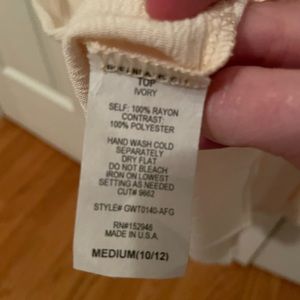 TOP
IVORY
SELF: 100% RAYON
CONTRAST:
100% POLYESTER
HAND WASH COLD
SEPARATELY
DRY FLAT
DO NOT BLEACH
IRON ON LOWEST
SETTING AS NEEDED
CUT# 9662
STYLE# GWT0140-AFG
RN#152946
MADE IN U.S.A.
MEDIUM(10/12)